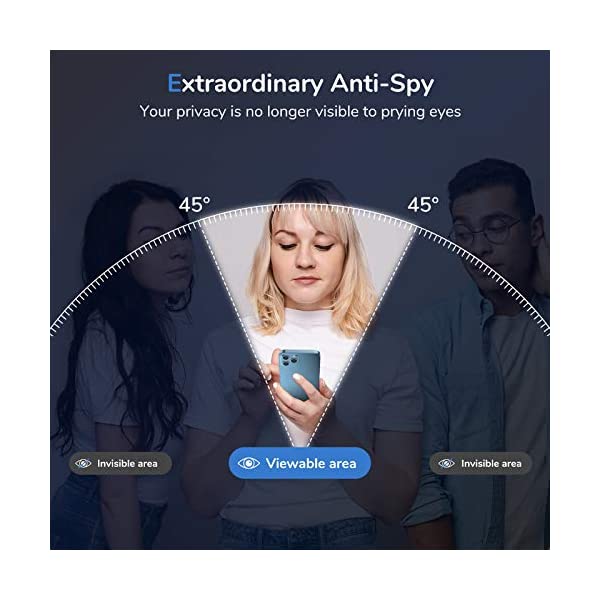 Extraordinary Anti-Spy
Your privacy is no longer visible to prying eyes
45° 45°
Invisible area Viewable area Invisible area